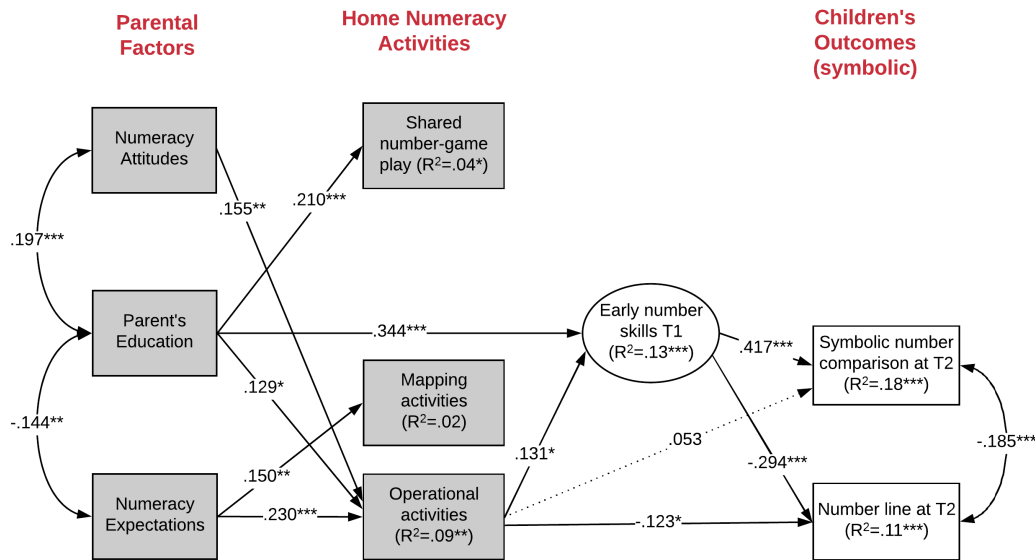 Parental
Factors
Home Numeracy
Activities
Children's
Outcomes
(symbolic)
Numeracy
Attitudes
Shared
number-game
play (R²=.04*)
.155**
.210***
.197***
Parent's
Education
.344***
Early number
skills T1
(R²=.13***)
.417***
Symbolic number
comparison at T2
(R²=.18***)
.129*
Mapping
activities
(R²=.02)
-.144**
.053
-.185***
.131*
.150**
-.294***
Numeracy
Expectations
.230***
Operational
activities
(R²=.09**)
-.123*
Number line at T2
(R²=.11***)